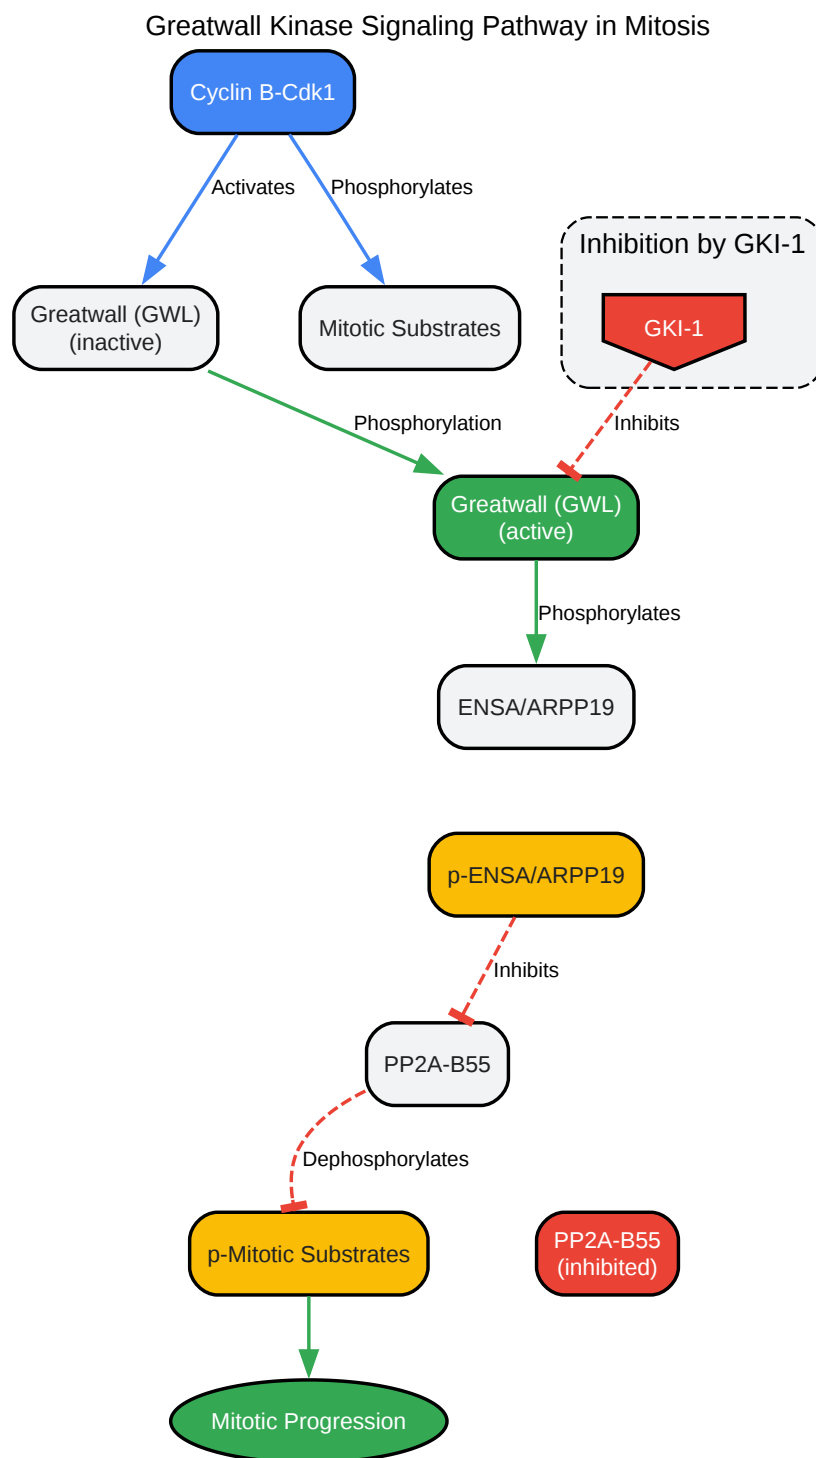 Greatwall Kinase Signaling Pathway in Mitosis
Cyclin B-Cdk1
Activates
Phosphorylates
Inhibition by GKI-1
Greatwall (GWL)
(inactive)
Mitotic Substrates
GKI-1
Phosphorylation
Inhibits
Greatwall (GWL)
(active)
Phosphorylates
ENSA/ARPP19
p-ENSA/ARPP19
Inhibits
PP2A-B55
Dephosphorylates
p-Mitotic Substrates
PP2A-B55
(inhibited)
Mitotic Progression